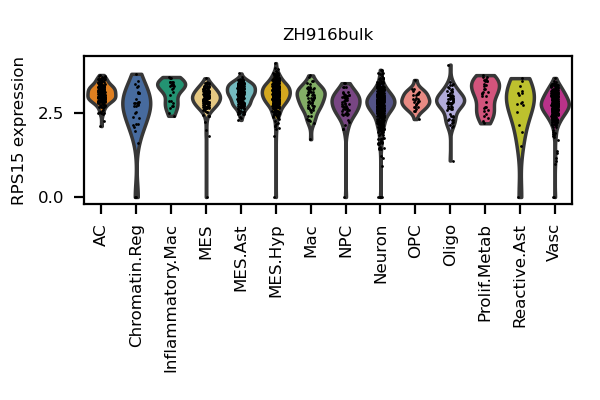 ZH916bulk
RPS15 expression
2.5
0.0
AC
Chromatin.Reg
Inflammatory.Mac
MES
MES.Ast
MES.Hyp
Mac
NPC
Neuron
OPC
Oligo
Prolif.Metab
Reactive.Ast
Vasc